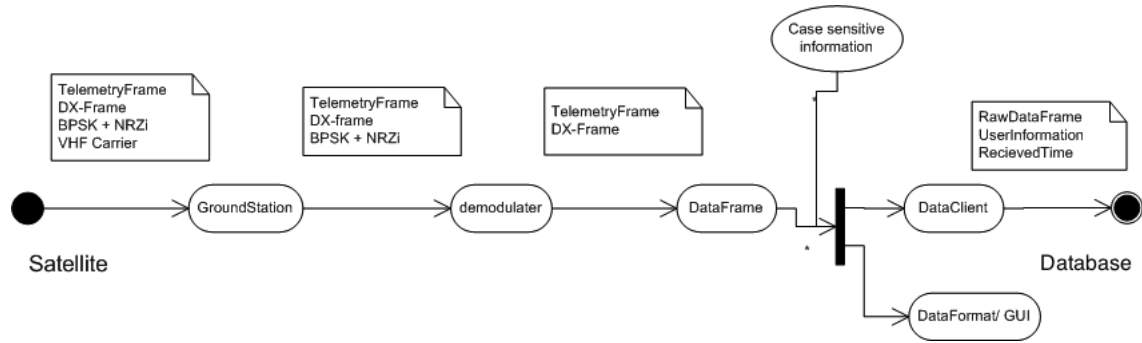 Case sensitive
information
TelemetryFrame
DX-Frame
BPSK + NRZi
VHF Carrier
TelemetryFrame
DX-frame
BPSK + NRZi
TelemetryFrame
DX-Frame
RawDataFrame
UserInformation
RecievedTime
*
GroundStation
demodulater
DataFrame
DataClient
*
Satellite
Database
DataFormat/ GUI